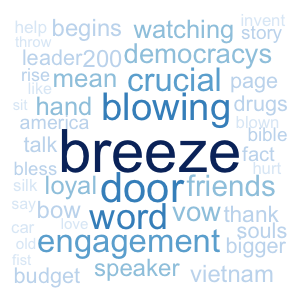 help begins watching invent
throw story
leader200 democracys
rise mean crucial page
like
sit hand blowing drugs
america blown
talk breeze bible
fact
bless loyal door friends hurt
silk
say bow word vow thank
car love souls
old engagement bigger
fist
budget speaker vietnam